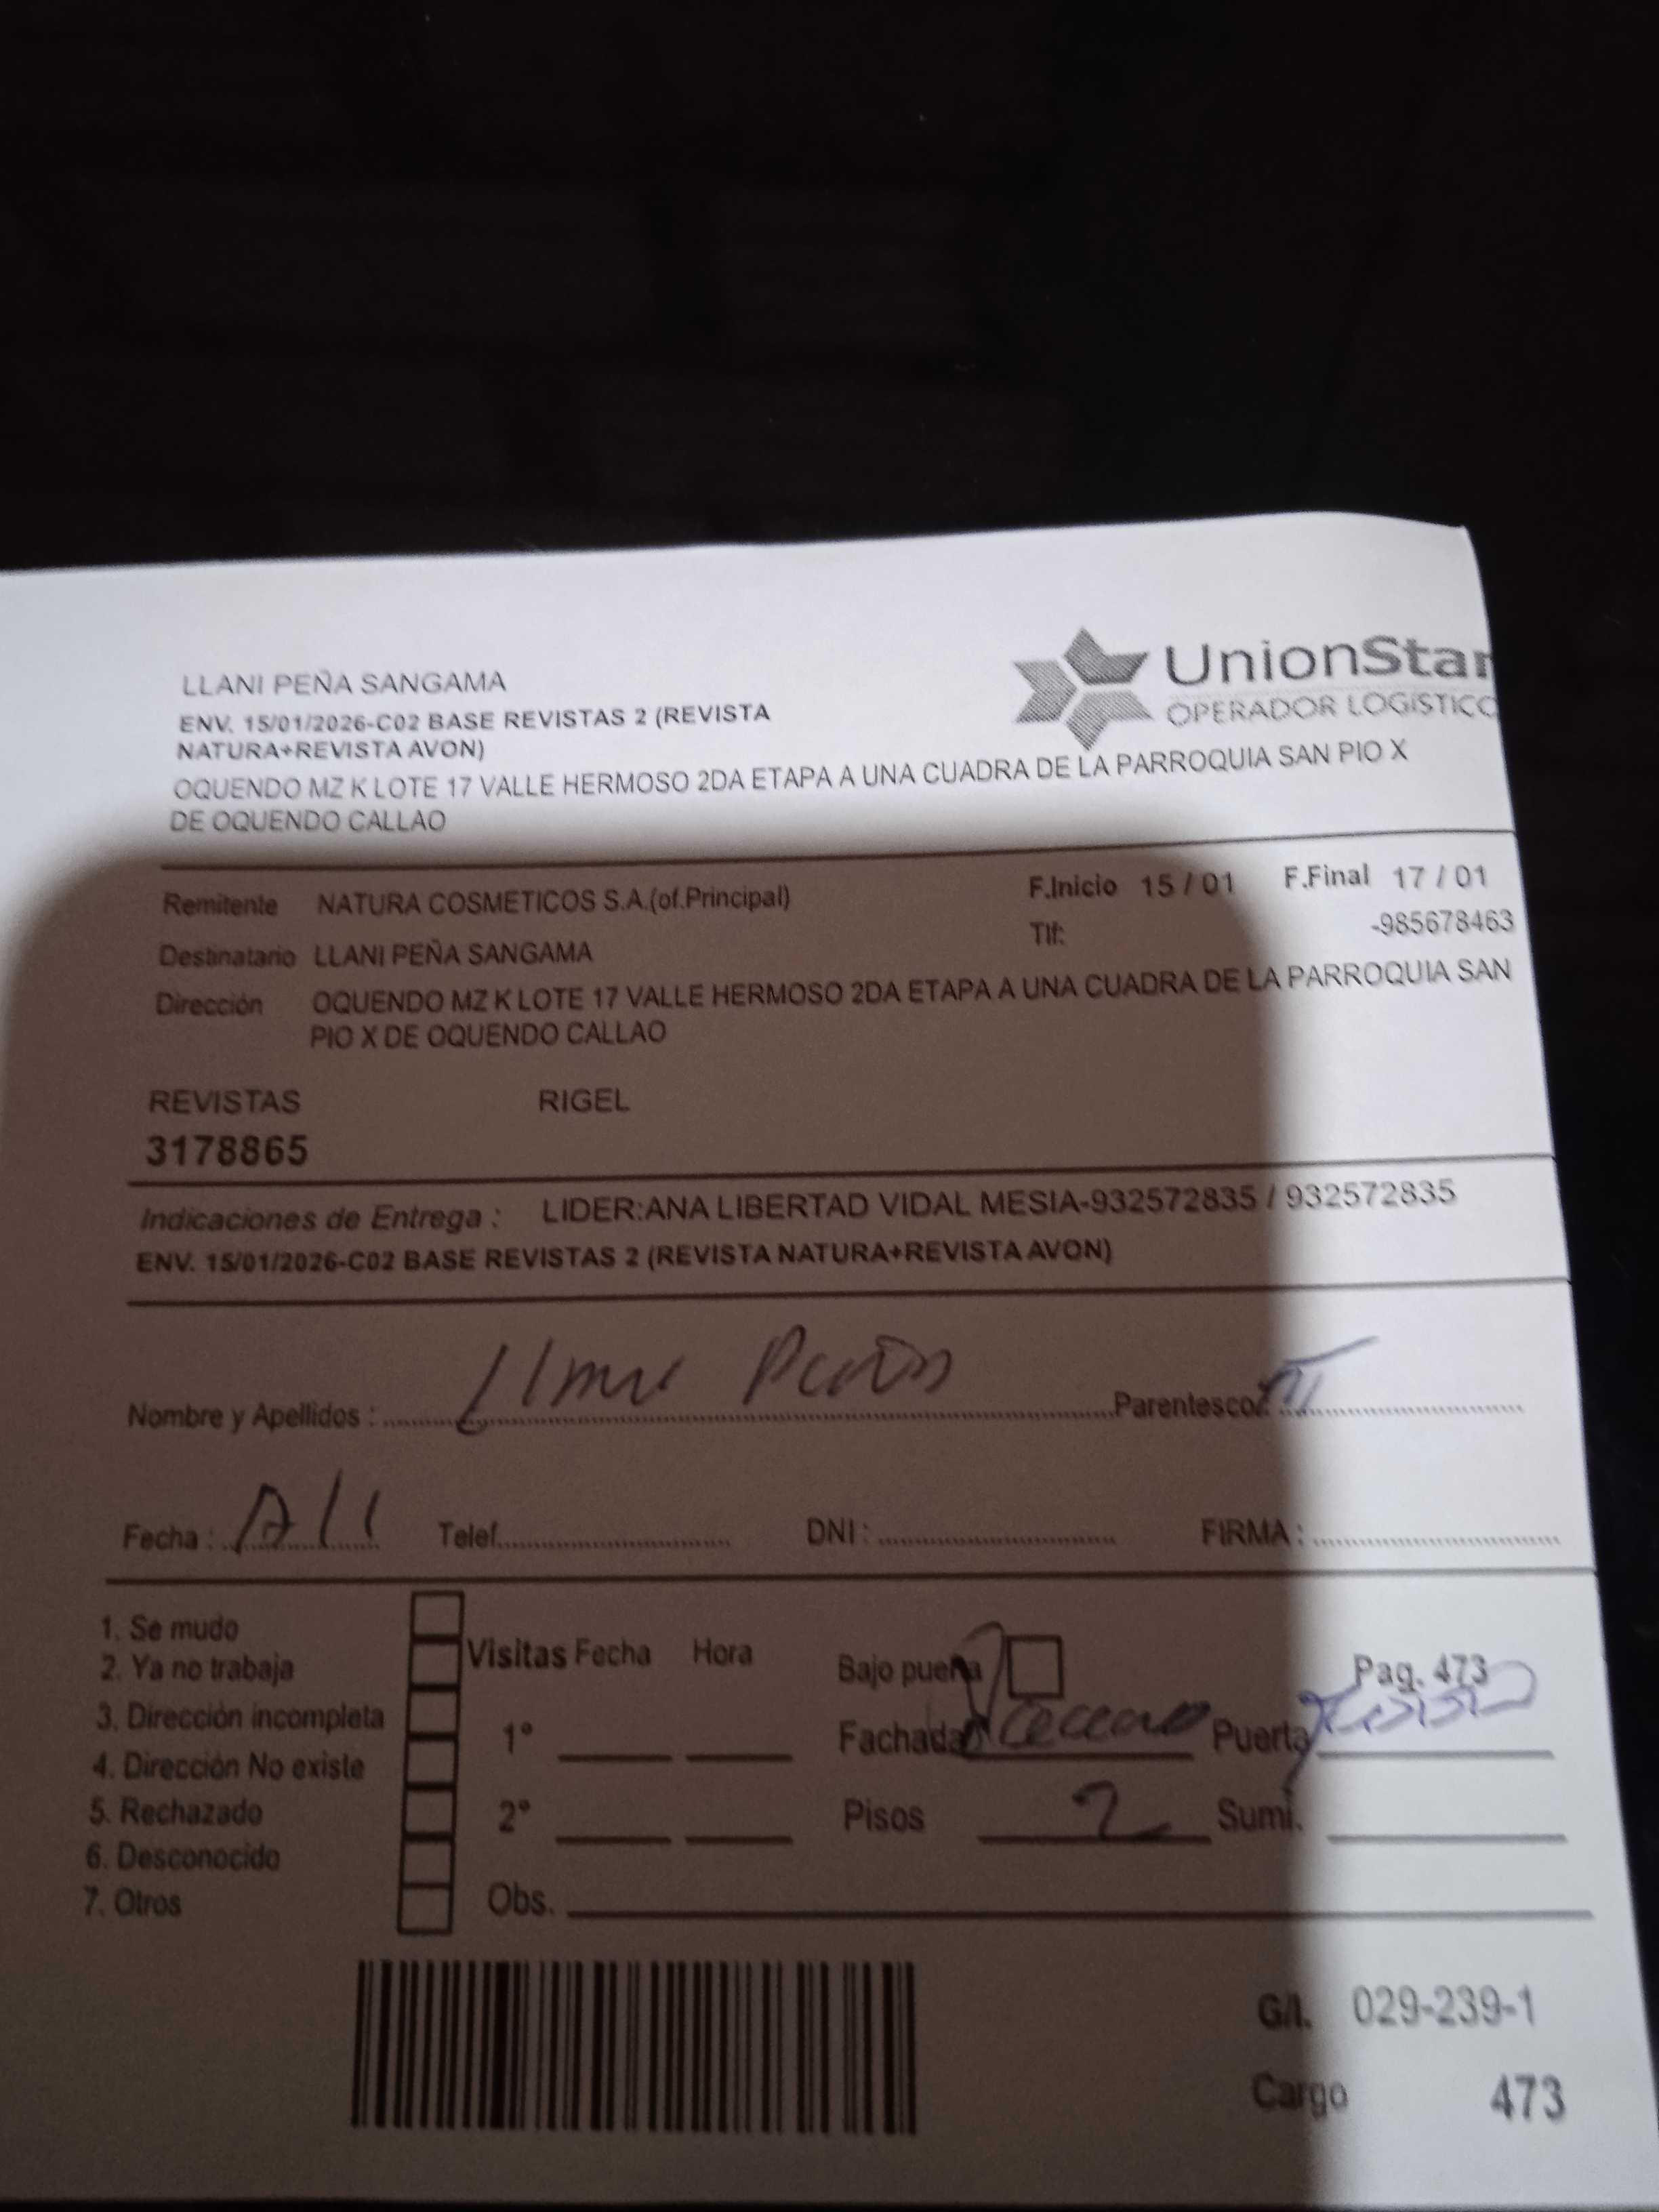 LLANI PEÑA SANGAMA
ENV. 15/01/2026-C02 BASE REVISTAS 2 (REVISTA
NATURA+REVISTA AVON)
OQUENDO MZ K LOTE 17 VALLE HERMOSO 2DA ETAPA A UNA CUADRA DE LA PARROQUIA SAN PIO X
DE OQUENDO CALLAO
UnionStar
OPERADOR LOGÍSTICO
Remitente NATURA COSMETICOS S.A.(of.Principal) F.Inicio 15 / 01 F.Final 17 / 01
Tlf: -985678463
Destinatario LLANI PEÑA SANGAMA
Dirección OQUENDO MZ K LOTE 17 VALLE HERMOSO 2DA ETAPA A UNA CUADRA DE LA PARROQUIA SAN
PIO X DE OQUENDO CALLAO
REVISTAS RIGEL
3178865
Indicaciones de Entrega : LIDER:ANA LIBERTAD VIDAL MESIA-932572835 / 932572835
ENV. 15/01/2026-C02 BASE REVISTAS 2 (REVISTA NATURA+REVISTA AVON)
Nombre y Apellidos : Parentesco:
Fecha : Telef. DNI : FIRMA :
1. Se mudo
2. Ya no trabaja
3. Dirección incompleta
4. Dirección No existe
5. Rechazado
6. Desconocido
7. Otros
Visitas Fecha Hora
1°
2°
Obs.
Bajo puerta Pag. 473
Fachada Puerta
Pisos 2 Sumi.
G/I. 029-239-1
Cargo 473